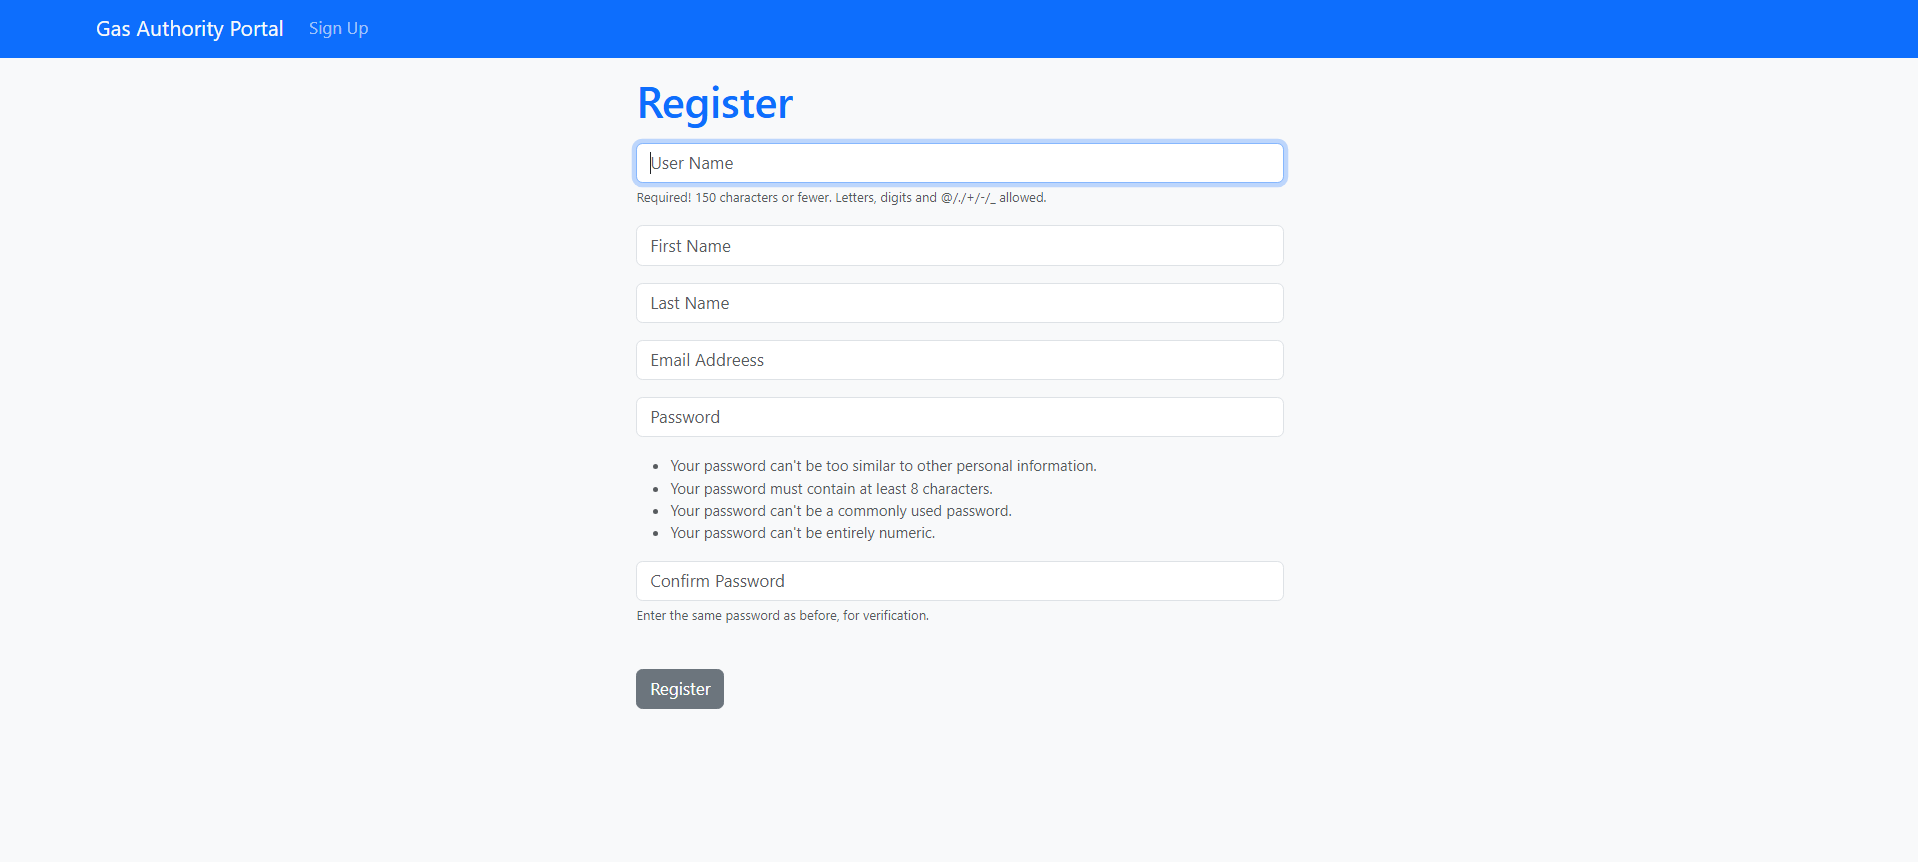 Gas Authority Portal Sign Up
Register
User Name
Required! 150 characters or fewer. Letters, digits and @/./+/-/_ allowed.
First Name
Last Name
Email Addreess
Password
Your password can't be too similar to other personal information.
Your password must contain at least 8 characters.
Your password can't be a commonly used password.
Your password can't be entirely numeric.
Confirm Password
Enter the same password as before, for verification.
Register